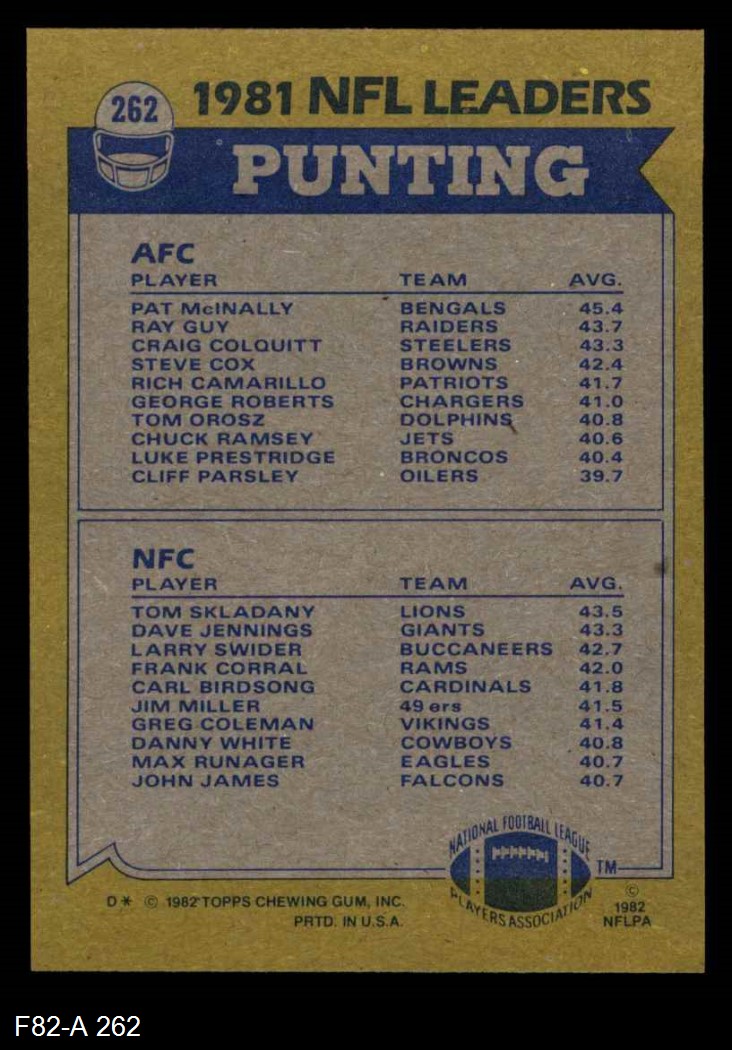 262
1981 NFL LEADERS
PUNTING
AFC
PLAYER TEAM AVG.
PAT McINALLY BENGALS 45.4
RAY GUY RAIDERS 43.7
CRAIG COLQUITT STEELERS 43.3
STEVE COX BROWNS 42.4
RICH CAMARILLO PATRIOTS 41.7
GEORGE ROBERTS CHARGERS 41.0
TOM OROSZ DOLPHINS 40.8
CHUCK RAMSEY JETS 40.6
LUKE PRESTRIDGE BRONCOS 40.4
CLIFF PARSLEY OILERS 39.7
NFC
PLAYER TEAM AVG.
TOM SKLADANY LIONS 43.5
DAVE JENNINGS GIANTS 43.3
LARRY SWIDER BUCCANEERS 42.7
FRANK CORRAL RAMS 42.0
CARL BIRDSONG CARDINALS 41.8
JIM MILLER 49 ers 41.5
GREG COLEMAN VIKINGS 41.4
DANNY WHITE COWBOYS 40.8
MAX RUNAGER EAGLES 40.7
JOHN JAMES FALCONS 40.7
NATIONAL FOOTBALL LEAGUE
PLAYERS ASSOCIATION
TM
D* © 1982 TOPPS CHEWING GUM, INC.
PRTD. IN U.S.A.
©
1982
NFLPA
F82-A 262